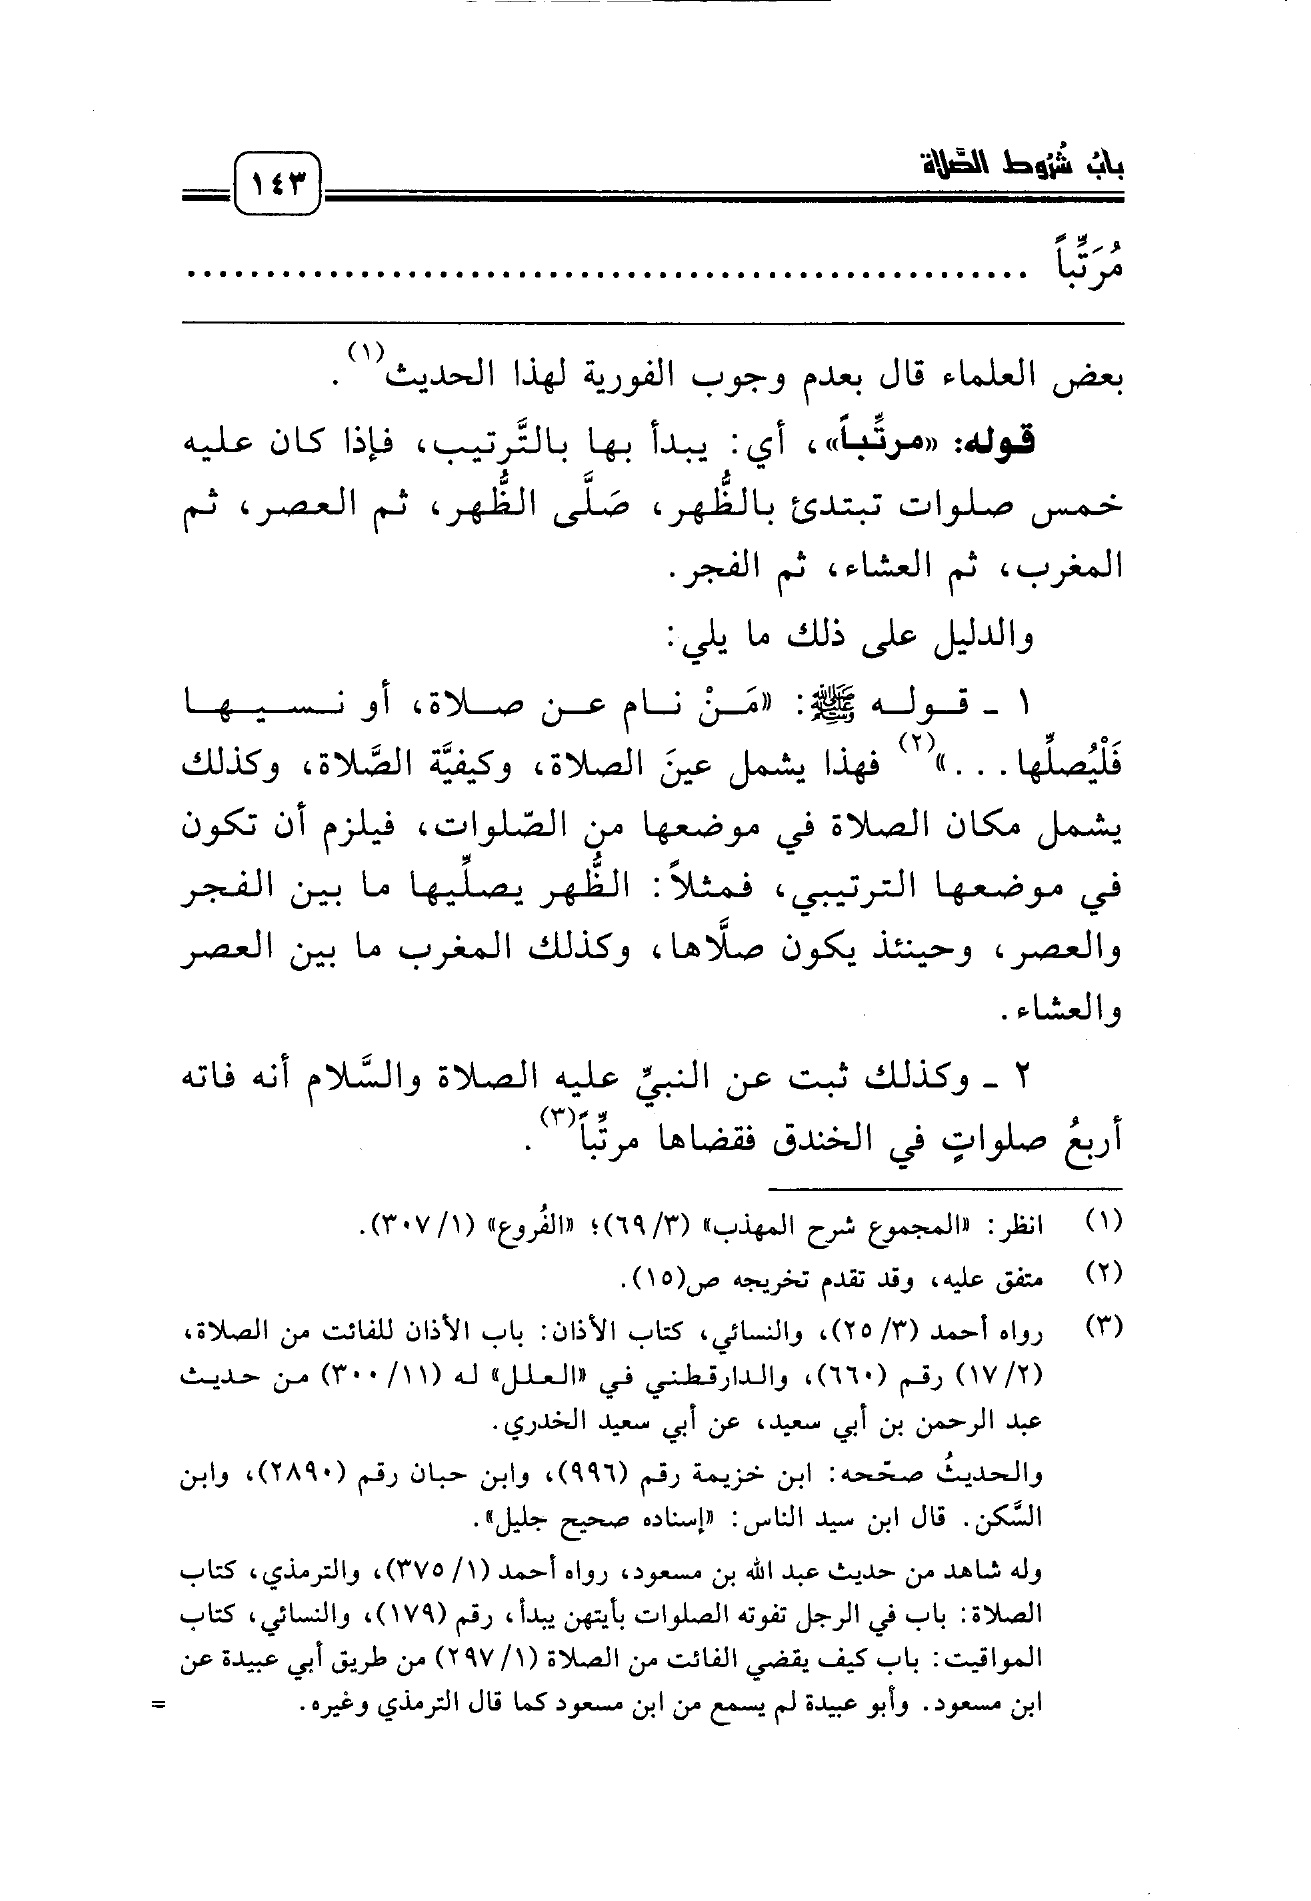 بابُ شُرُوط الصَّلاة
١٤٣
مُرَتِّباً ......................................................
بعض العلماء قال بعدم وجوب الفورية لهذا الحديث(١).
قوله: «مرتِّباً»، أي: يبدأ بها بالتَّرتيب، فإذا كان عليه
خمس صلوات تبتدئ بالظُّهر، صَلَّى الظُّهر، ثم العصر، ثم
المغرب، ثم العشاء، ثم الفجر.
والدليل على ذلك ما يلي:
١ ـ قوله ﷺ: «مَنْ نام عن صلاة، أو نسيها
فَلْيُصلِّها...»(٢) فهذا يشمل عينَ الصلاة، وكيفيَّة الصَّلاة، وكذلك
يشمل مكان الصلاة في موضعها من الصّلوات، فيلزم أن تكون
في موضعها الترتيبي، فمثلاً: الظُّهر يصلِّيها ما بين الفجر
والعصر، وحينئذ يكون صلَّاها، وكذلك المغرب ما بين العصر
والعشاء.
٢ ـ وكذلك ثبت عن النبيِّ عليه الصلاة والسَّلام أنه فاته
أربعُ صلواتٍ في الخندق فقضاها مرتِّباً(٣).
(١) انظر: «المجموع شرح المهذب» (٣/ ٦٩)؛ «الفُروع» (١/ ٣٠٧).
(٢) متفق عليه، وقد تقدم تخريجه ص(١٥).
(٣) رواه أحمد (٣/ ٢٥)، والنسائي، كتاب الأذان: باب الأذان للفائت من الصلاة،
(٢/ ١٧) رقم (٦٦٠)، والدارقطني في «العلل» له (١١/ ٣٠٠) من حديث
عبد الرحمن بن أبي سعيد، عن أبي سعيد الخدري.
والحديثُ صحّحه: ابن خزيمة رقم (٩٩٦)، وابن حبان رقم (٢٨٩٠)، وابن
السَّكن. قال ابن سيد الناس: «إسناده صحيح جليل».
وله شاهد من حديث عبد الله بن مسعود، رواه أحمد (١/ ٣٧٥)، والترمذي، كتاب
الصلاة: باب في الرجل تفوته الصلوات بأيتهن يبدأ، رقم (١٧٩)، والنسائي، كتاب
المواقيت: باب كيف يقضي الفائت من الصلاة (١/ ٢٩٧) من طريق أبي عبيدة عن
ابن مسعود. وأبو عبيدة لم يسمع من ابن مسعود كما قال الترمذي وغيره. =